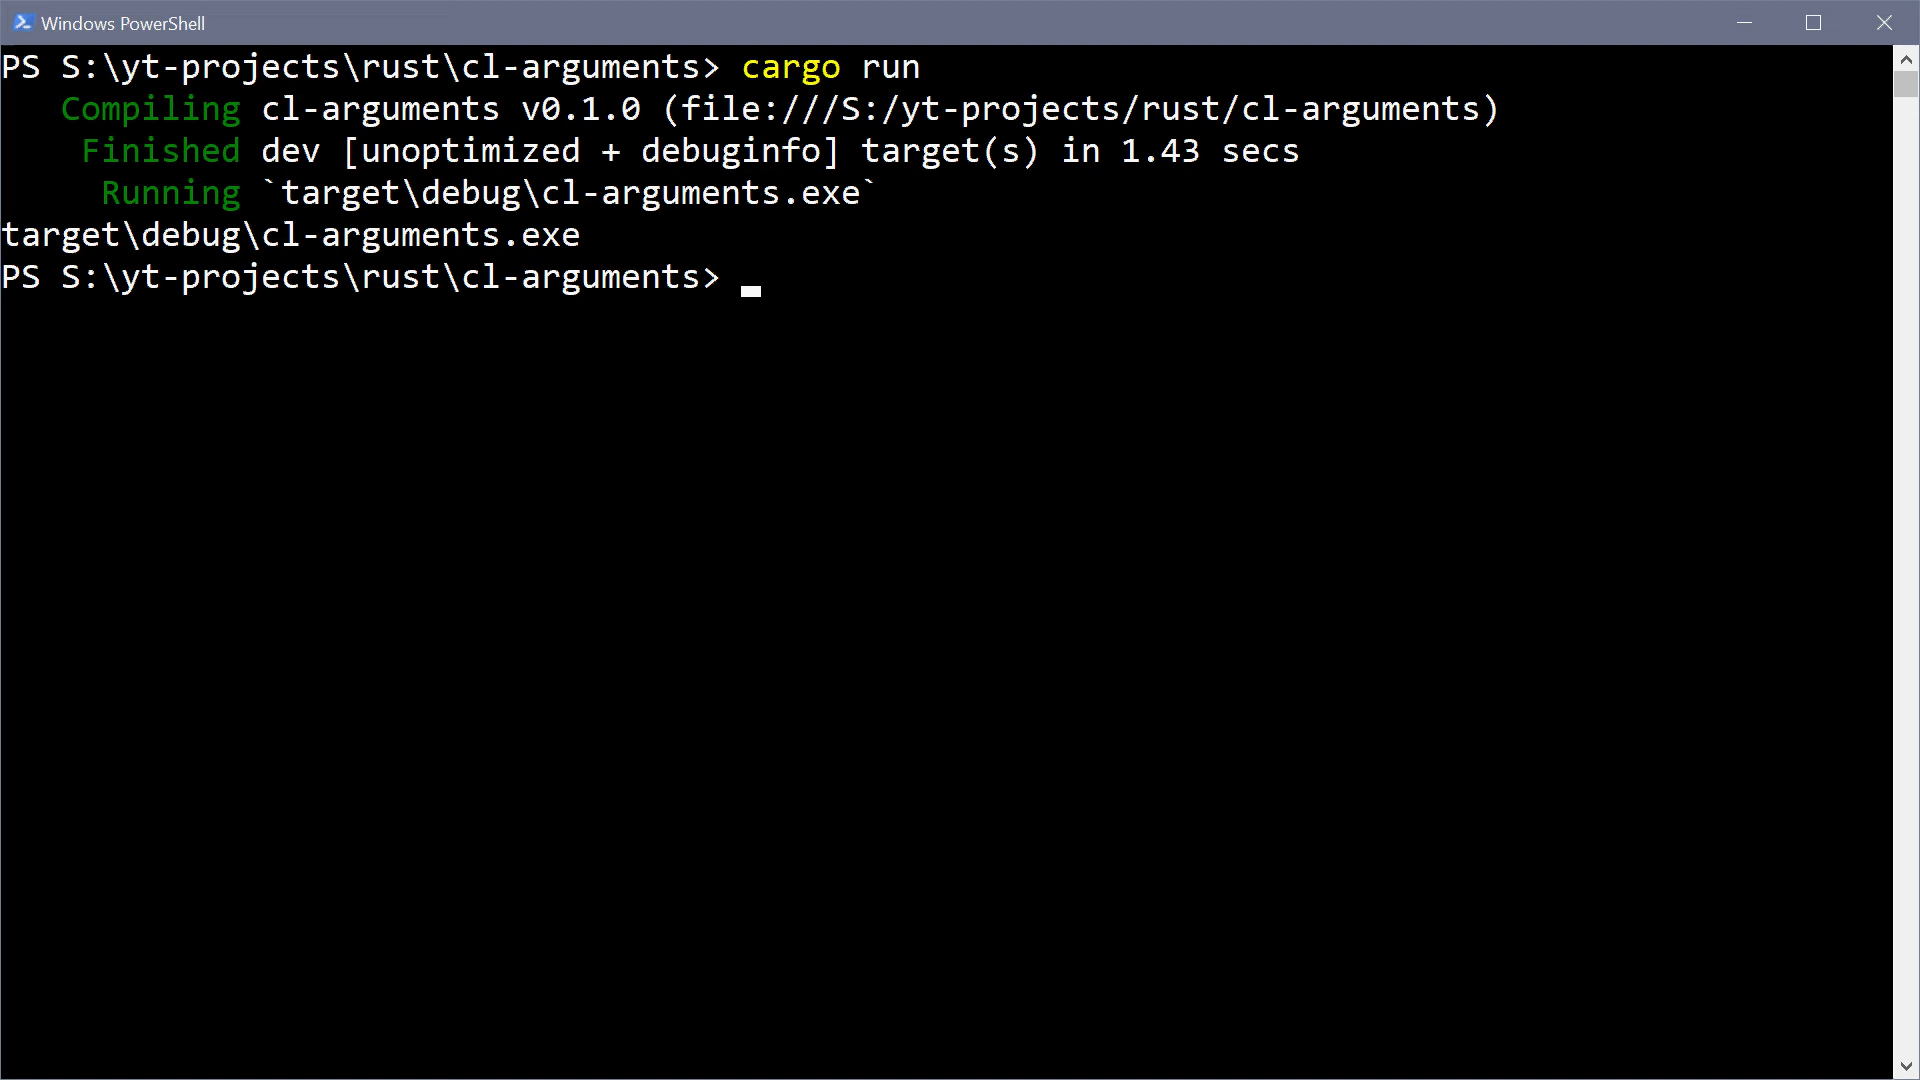 Windows PowerShell
PS S:\yt-projects\rust\cl-arguments> cargo run
   Compiling cl-arguments v0.1.0 (file:///S:/yt-projects/rust/cl-arguments)
    Finished dev [unoptimized + debuginfo] target(s) in 1.43 secs
     Running `target\debug\cl-arguments.exe`
target\debug\cl-arguments.exe
PS S:\yt-projects\rust\cl-arguments>